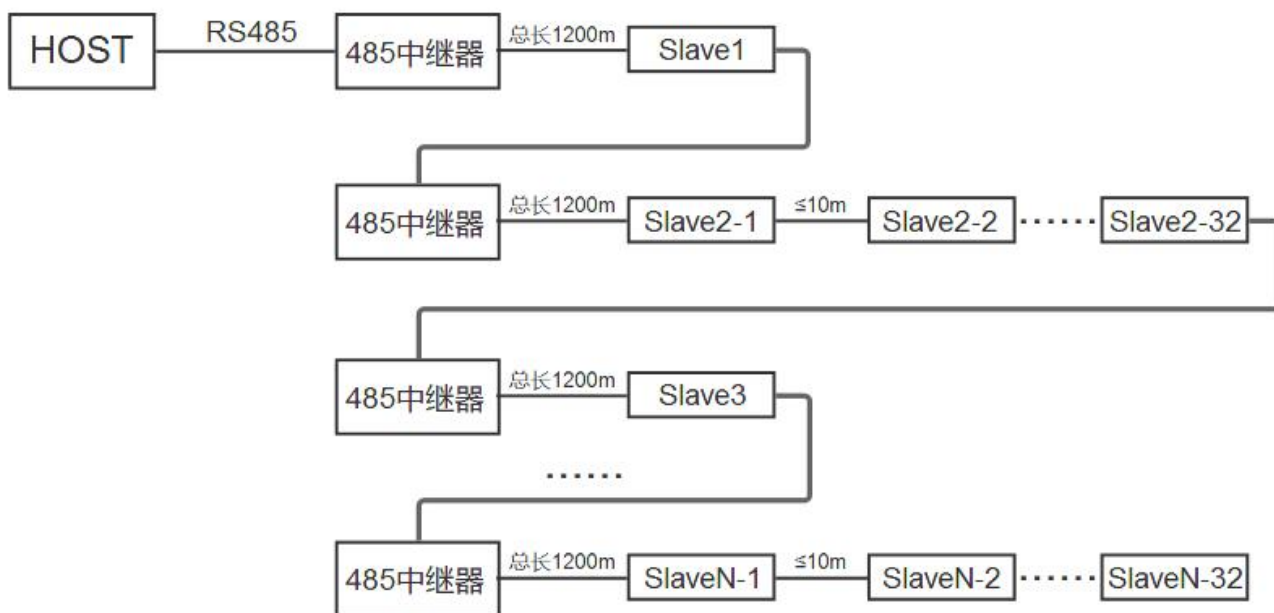 HOST RS485 485中继器 总长1200m Slave1
485中继器 总长1200m Slave2-1 ≤10m Slave2-2 ······ Slave2-32
485中继器 总长1200m Slave3
······
485中继器 总长1200m SlaveN-1 ≤10m SlaveN-2 ······ SlaveN-32